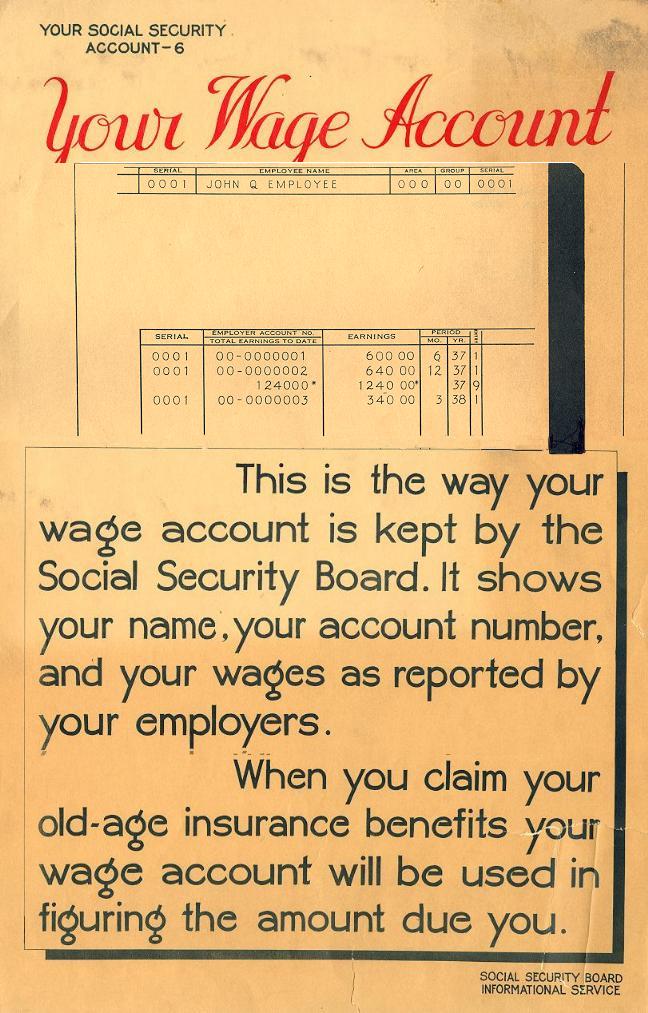 YOUR SOCIAL SECURITY
ACCOUNT-6
Your Wage Account
SERIAL EMPLOYEE NAME AREA GROUP SERIAL
0001 JOHN Q EMPLOYEE 000 00 0001
SERIAL EMPLOYER ACCOUNT NO. EARNINGS PERIOD
TOTAL EARNINGS TO DATE MO. YR.
0001 00-0000001 600 00 6 37 1
0001 00-0000002 640 00 12 37 1
124000* 1240 00* 37 9
0001 00-0000003 340 00 3 38 1
This is the way your
wage account is kept by the
Social Security Board. It shows
your name, your account number,
and your wages as reported by
your employers.
When you claim your
old-age insurance benefits your
wage account will be used in
figuring the amount due you.
SOCIAL SECURITY BOARD
INFORMATIONAL SERVICE